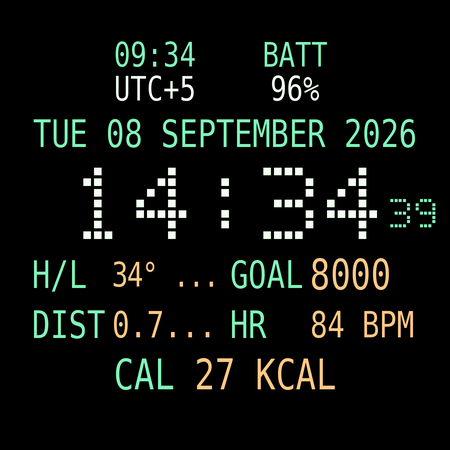 09:34 BATT
UTC+5 96%
TUE 08 SEPTEMBER 2026
14:34 39
H/L 34° ... GOAL 8000
DIST 0.7... HR 84 BPM
CAL 27 KCAL